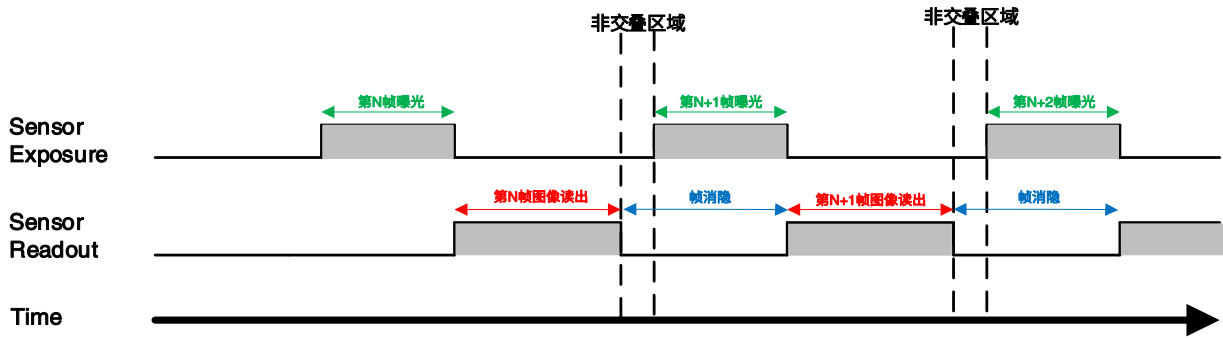 非交叠区域
非交叠区域
第N帧曝光
第N+1帧曝光
第N+2帧曝光
Sensor
Exposure
第N帧图像读出
帧消隐
第N+1帧图像读出
帧消隐
Sensor
Readout
Time